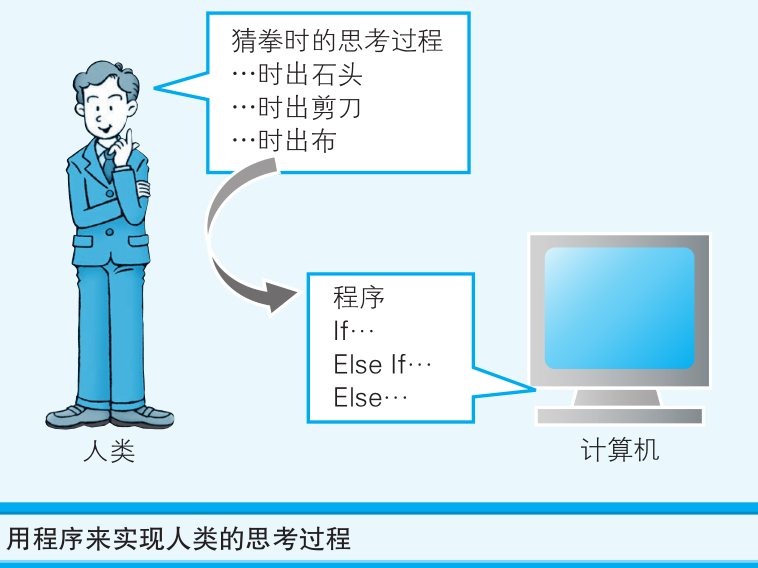 猜拳时的思考过程
…时出石头
…时出剪刀
…时出布
程序
If…
Else If…
Else…
人类
计算机
用程序来实现人类的思考过程